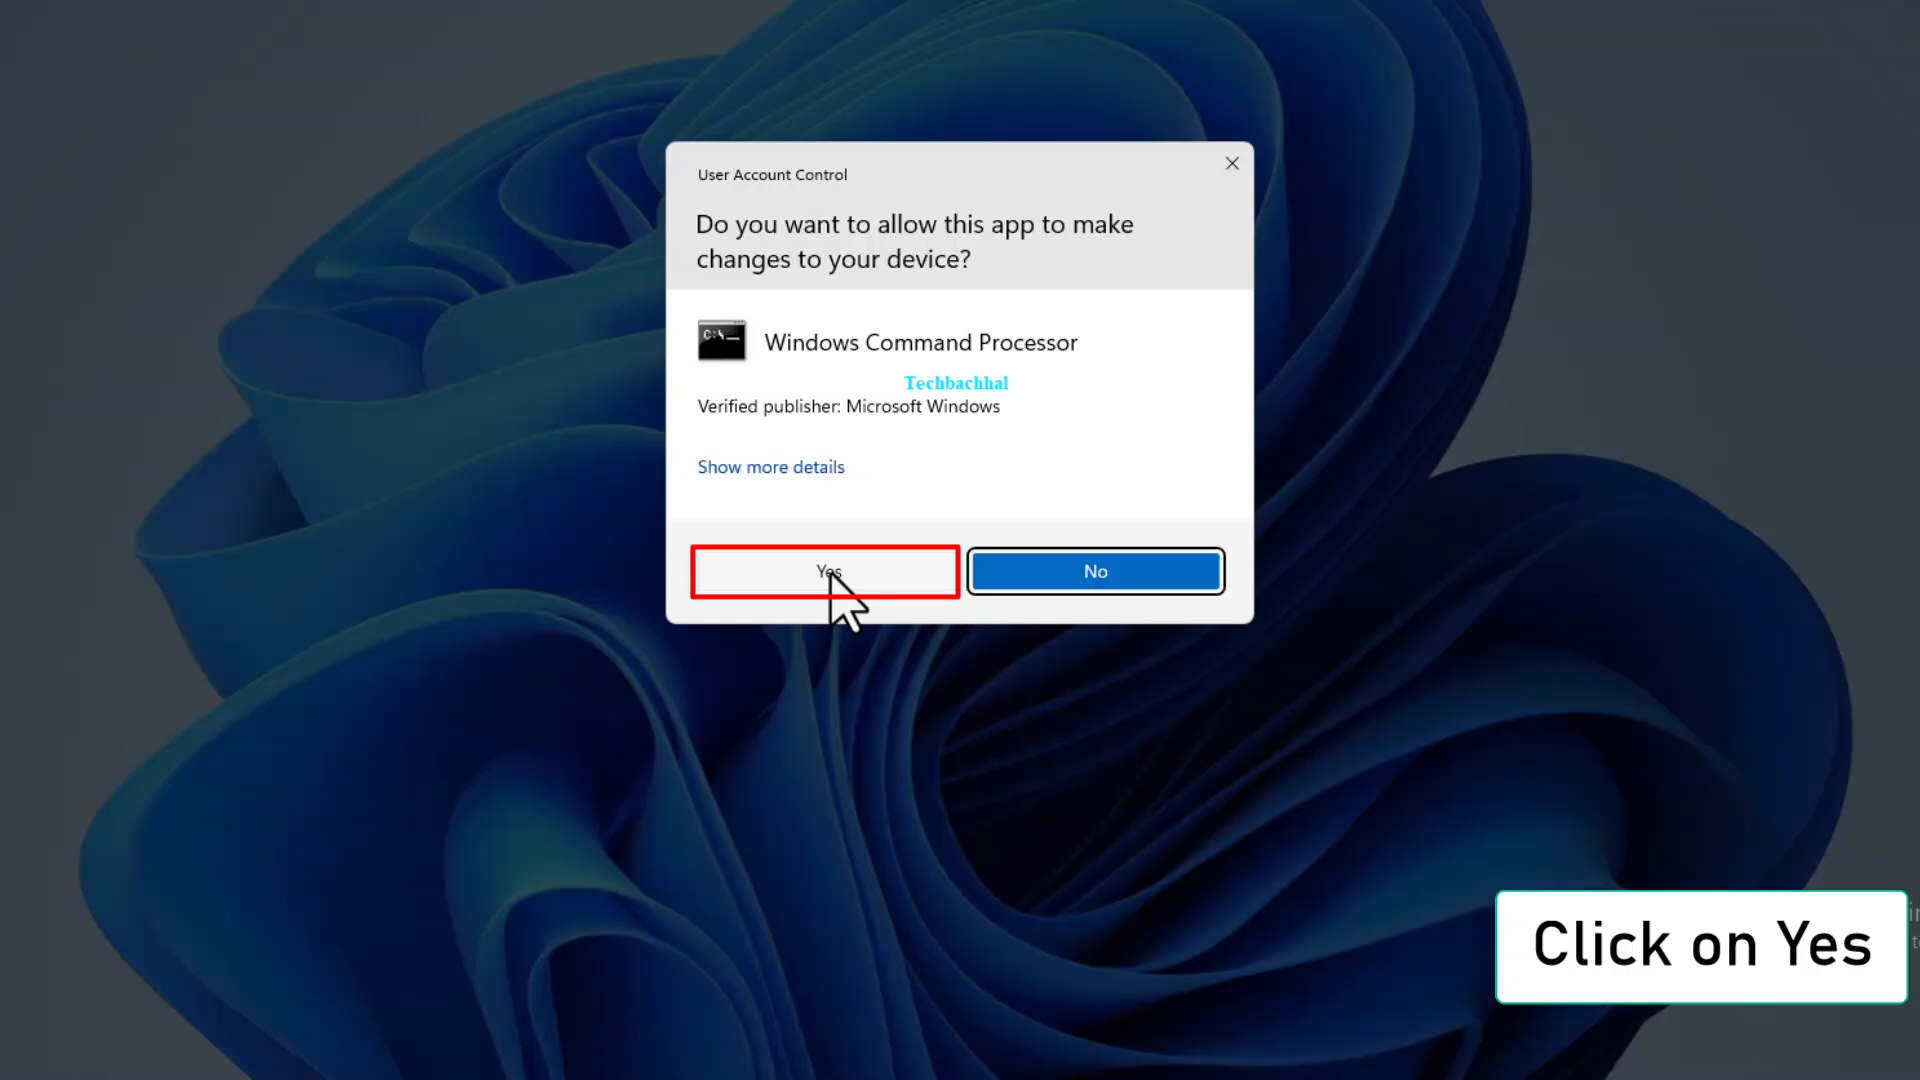 User Account Control
Do you want to allow this app to make
changes to your device?
C:\
Windows Command Processor
Techbachhal
Verified publisher: Microsoft Windows
Show more details
Yes
No
Click on Yes